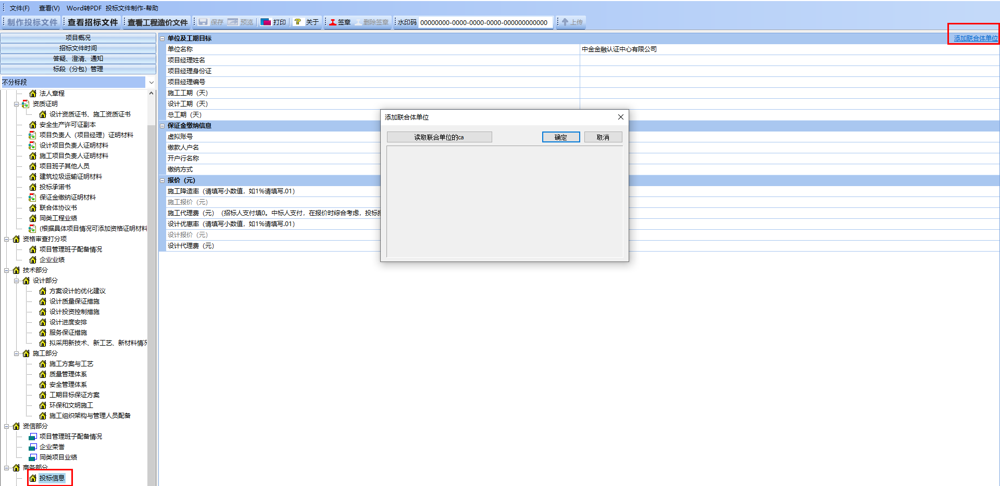 文件(F) 查看(V) Word转PDF 投标文件制作-帮助
制作投标文件 查看招标文件 查看工程造价文件 保存 预览 打印 关于 签章 删除签章 水印码 00000000-0000-0000-0000-000000000000 上传
项目概况
招标文件时间
答疑、澄清、通知
标段（分包）管理
不分标段
法人章程
资质证明
设计资质证书、施工资质证书
安全生产许可证副本
项目负责人（项目经理）证明材料
设计项目负责人证明材料
施工项目负责人证明材料
项目班子其他人员
建筑垃圾运输证明材料
投标承诺书
保证金缴纳证明材料
联合体协议书
同类工程业绩
(根据具体项目情况可添加资格证明材料
资格审查打分项
项目管理班子配备情况
企业业绩
技术部分
设计部分
方案设计的优化建议
设计质量保证措施
设计投资控制措施
设计进度安排
服务保证措施
拟采用新技术、新工艺、新材料情况
施工部分
施工方案与工艺
质量管理体系
安全管理体系
工期目标保证方案
环保和文明施工
施工组织架构与管理人员配备
资信部分
项目管理班子配备情况
企业荣誉
同类项目业绩
商务部分
投标信息
单位及工期目标 添加联合体单位
单位名称 中金金融认证中心有限公司
项目经理姓名
项目经理身份证
项目经理编号
施工工期（天）
设计工期（天）
总工期（天）
保证金缴纳信息
虚拟账号
缴款人户名
开户行名称
缴纳方式
报价（元）
施工降造率（请填写小数值，如1%请填写.01）
施工报价（元）
施工代理费（元）（招标人支付填0。中标人支付，在报价时综合考虑，投标报
设计优惠率（请填写小数值，如1%请填写.01）
设计报价（元）
设计代理费（元）
添加联合体单位
读取联合单位的ca 确定 取消